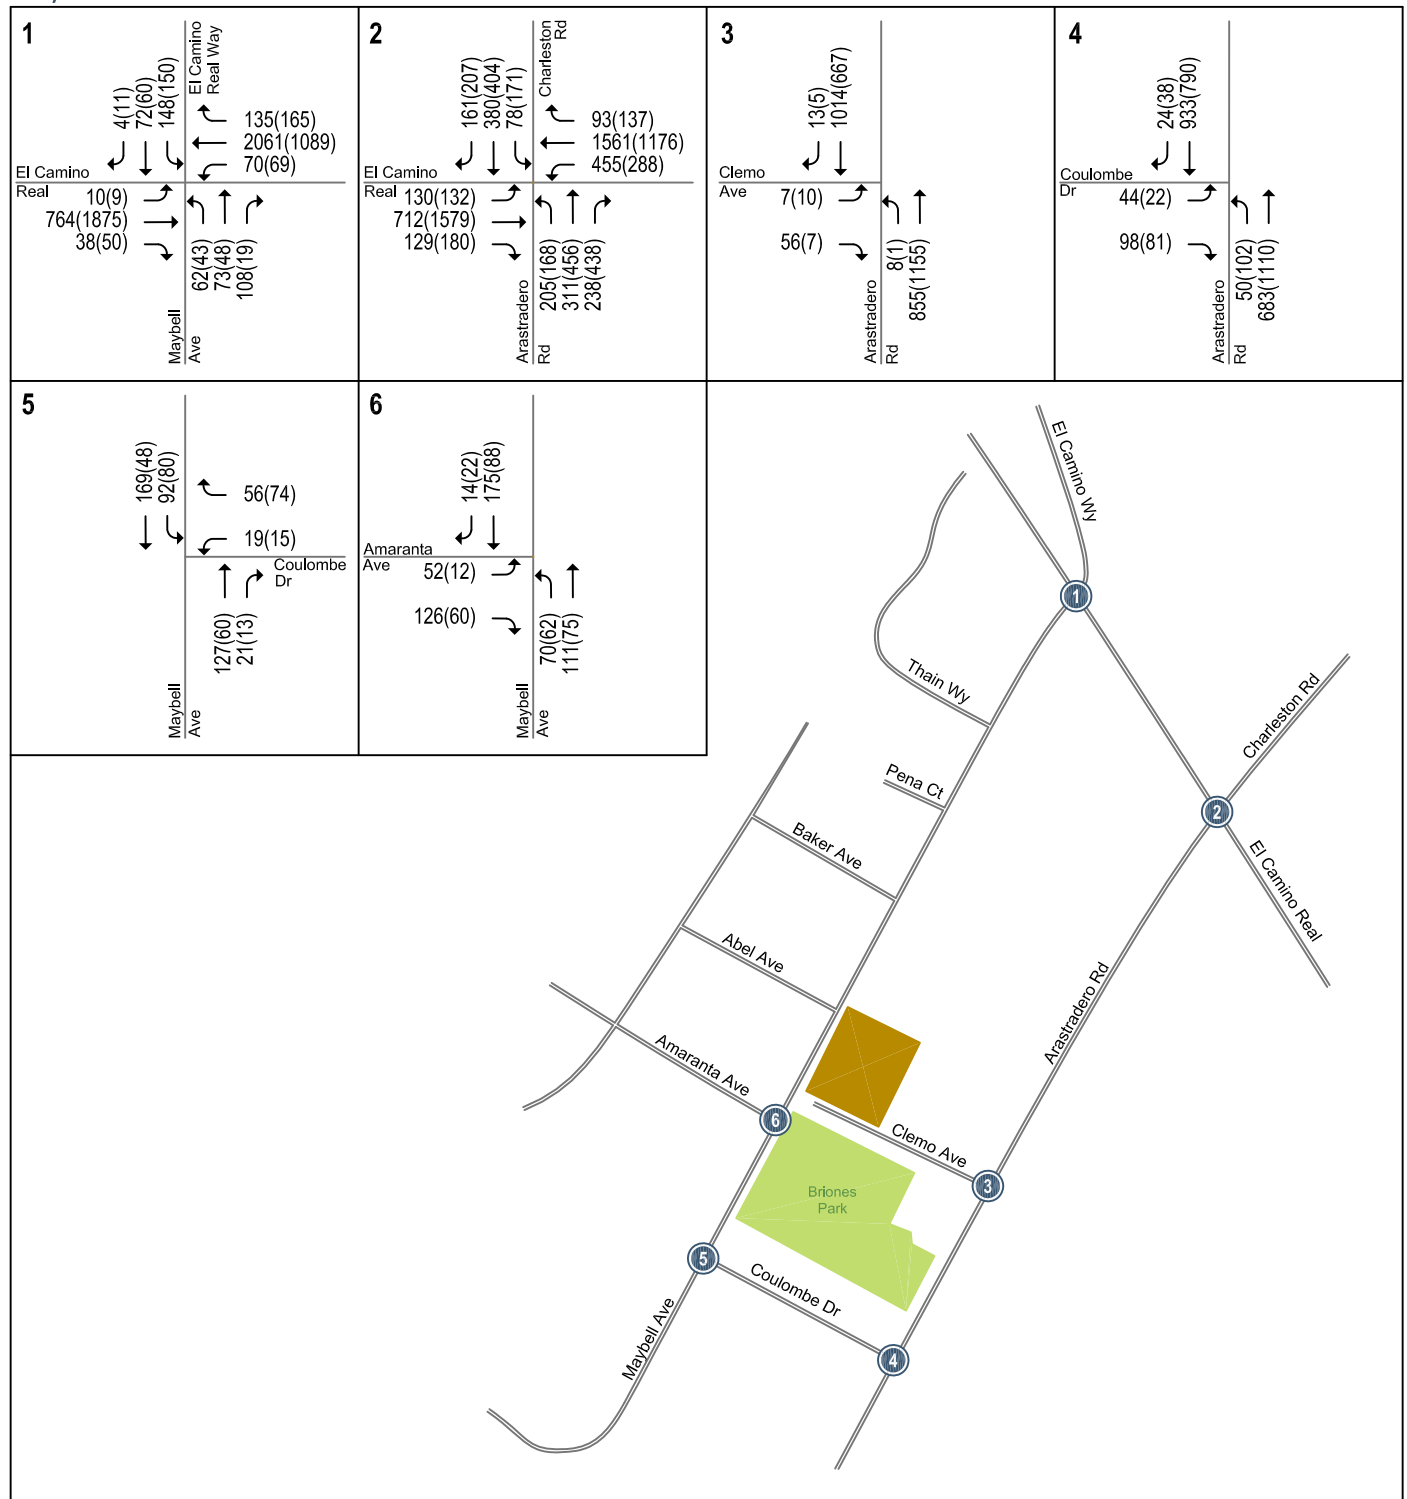 1
El Camino
Real Way
4(11)
72(60)
148(150)
135(165)
2061(1089)
70(69)
El Camino
Real
10(9)
764(1875)
38(50)
62(43)
73(48)
108(19)
Maybell
Ave
2
Charleston
Rd
161(207)
380(404)
78(171)
93(137)
1561(1176)
455(288)
El Camino
Real
130(132)
712(1579)
129(180)
205(168)
311(456)
238(438)
Arastradero
Rd
3
13(5)
1014(667)
Clemo
Ave
7(10)
56(7)
8(1)
855(1155)
Arastradero
Rd
4
24(38)
933(790)
Coulombe
Dr
44(22)
98(81)
50(102)
683(1110)
Arastradero
Rd
5
169(48)
92(80)
56(74)
19(15)
Coulombe
Dr
127(60)
21(13)
Maybell
Ave
6
14(22)
175(88)
Amaranta
Ave
52(12)
126(60)
70(62)
111(75)
Maybell
Ave
El Camino Wy
1
Thain Wy
Charleston Rd
Pena Ct
2
Baker Ave
El Camino Real
Abel Ave
Arastradero Rd
Amaranta Ave
6
Clemo Ave
3
Briones
Park
5
Coulombe Dr
Maybell Ave
4